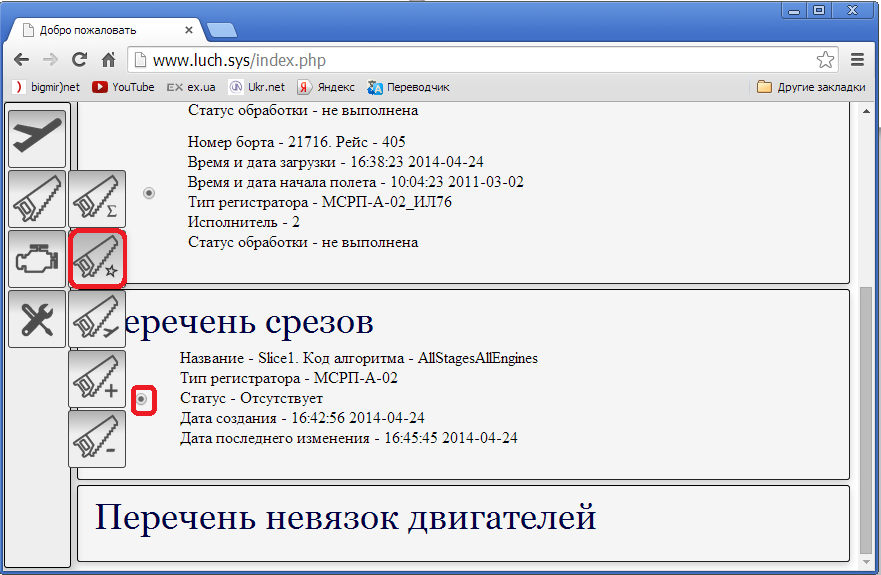 Добро пожаловать
www.luch.sys/index.php
bigmir)net YouTube EX ex.ua Ukr.net Яндекс Переводчик Другие закладки
Статус обработки - не выполнена
Номер борта - 21716. Рейс - 405
Время и дата загрузки - 16:38:23 2014-04-24
Время и дата начала полета - 10:04:23 2011-03-02
Тип регистратора - МСРП-А-02_ИЛ76
Исполнитель - 2
Статус обработки - не выполнена
еречень срезов
Название - Slice1. Код алгоритма - AllStagesAllEngines
Тип регистратора - МСРП-А-02
Статус - Отсутствует
Дата создания - 16:42:56 2014-04-24
Дата последнего изменения - 16:45:45 2014-04-24
Перечень невязок двигателей